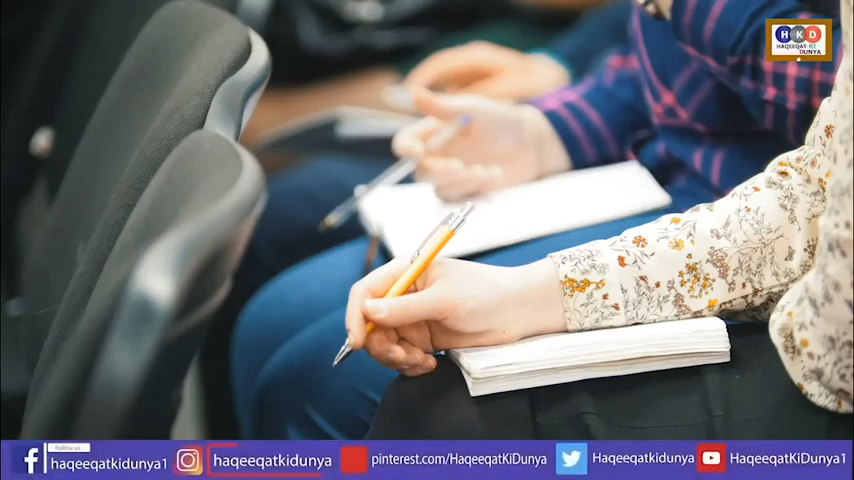 HKD
HAQEEQAT-KI
DUNYA
Follow us
haqeeqatkidunya1
haqeeqatkidunya
pinterest.com/HaqeeqatKiDunya
HaqeeqatKidunya
HaqeeqatKiDunya1